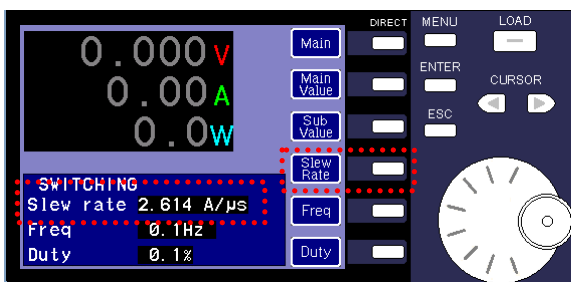 DIRECT MENU LOAD
0.000V
Main
ENTER
0.00A
Main
Value
CURSOR
0.0W
Sub
Value
ESC
Slew
Rate
SWITCHING
Slew rate 2.614 A/µs
Freq
Freq 0.1Hz
Duty 0.1%
Duty